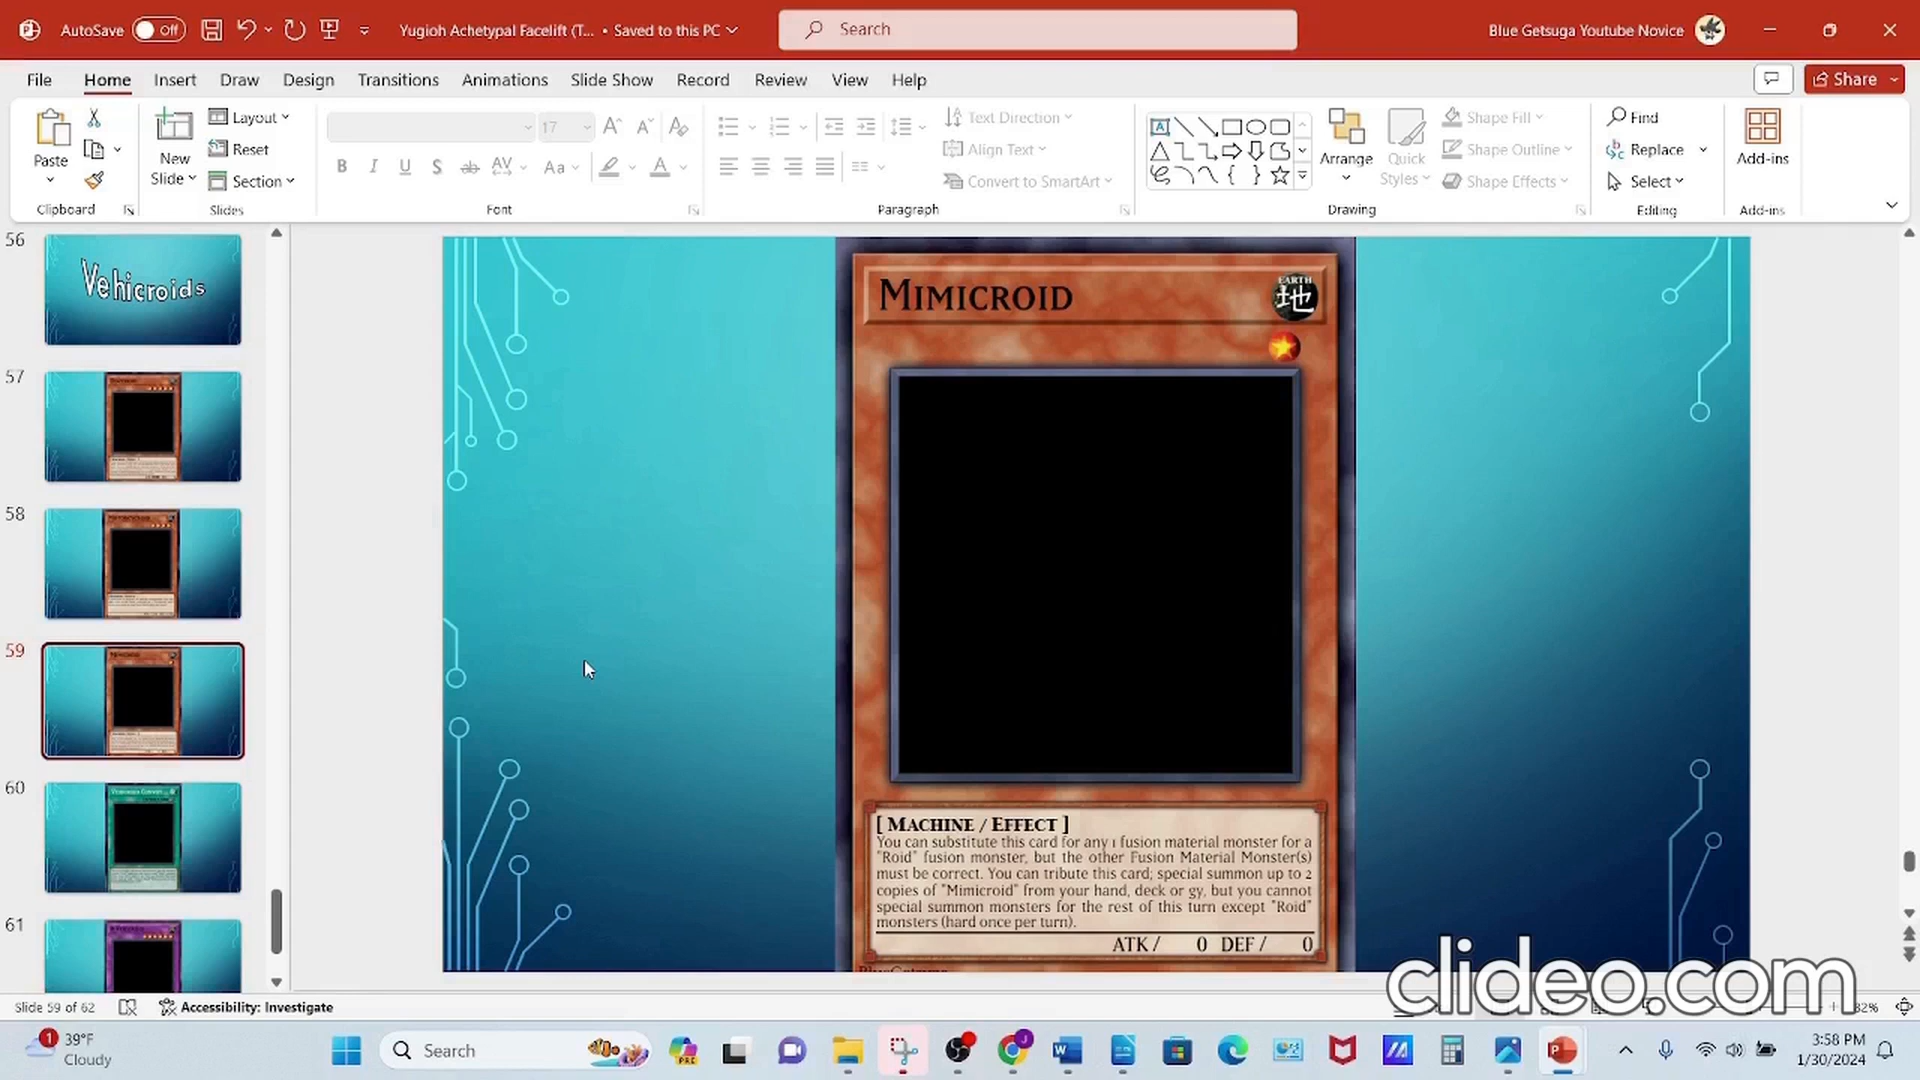 AutoSave Off Yugioh Achetypal Facelift (T... • Saved to this PC Search Blue Getsuga Youtube Novice
File Home Insert Draw Design Transitions Animations Slide Show Record Review View Help Share
Paste
Clipboard
New Slide
Layout
Reset
Section
Slides
17
Font
Text Direction
Align Text
Convert to SmartArt
Paragraph
Arrange
Quick Styles
Shape Fill
Shape Outline
Shape Effects
Drawing
Find
Replace
Select
Editing
Add-ins
Add-ins
56
Vehicroids
57
58
59
60
61
MIMICROID
EARTH
地
[ MACHINE / EFFECT ]
You can substitute this card for any 1 fusion material monster for a
"Roid" fusion monster, but the other Fusion Material Monster(s)
must be correct. You can tribute this card; special summon up to 2
copies of "Mimicroid" from your hand, deck or gy, but you cannot
special summon monsters for the rest of this turn except "Roid"
monsters (hard once per turn).
ATK / 0 DEF / 0
clideo.com
Slide 59 of 62 Accessibility: Investigate
1 39°F
Cloudy
Search
3:58 PM
1/30/2024